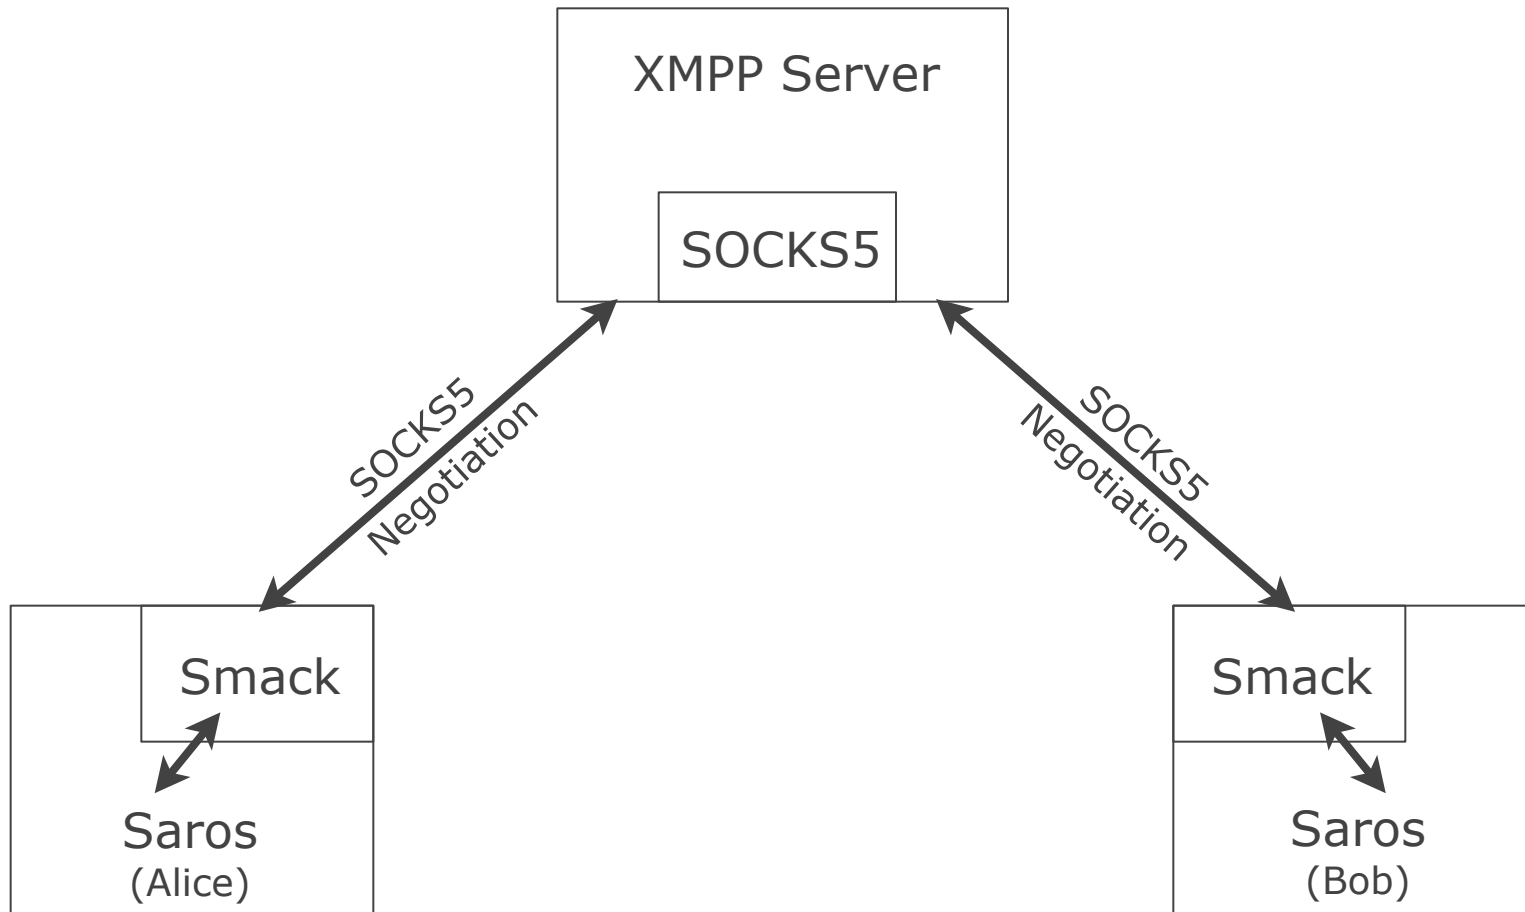 XMPP Server
SOCKS5
SOCKS5
Negotiation
SOCKS5
Negotiation
Smack
Saros
(Alice)
Smack
Saros
(Bob)